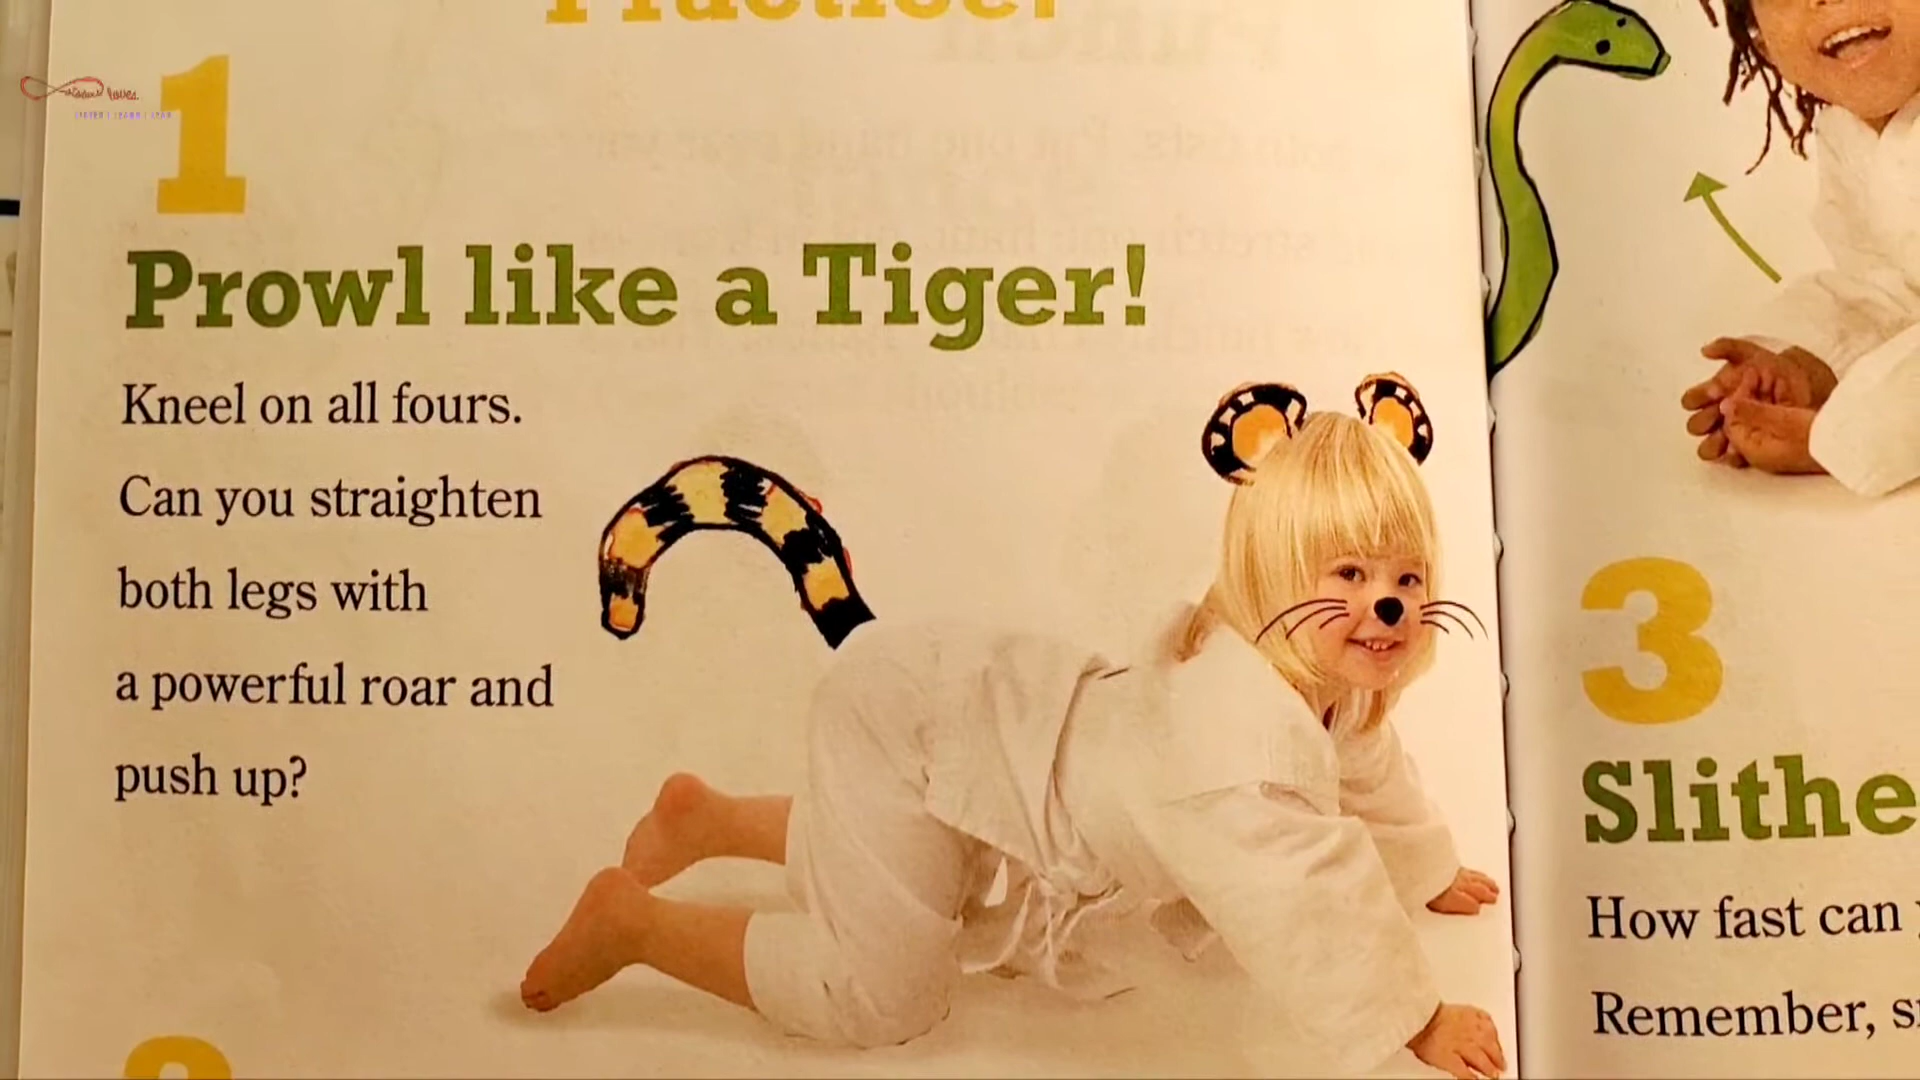 Practise!
1
Prowl like a Tiger!
Kneel on all fours.
Can you straighten
both legs with
a powerful roar and
push up?
3
Slithe
How fast can
Remember,